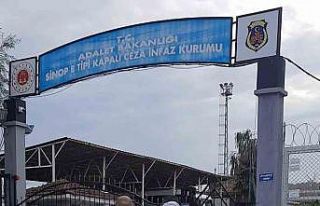 T.C.
ADALET BAKANLIĞI
SİNOP E TİPİ KAPALI CEZA İNFAZ KURUMU